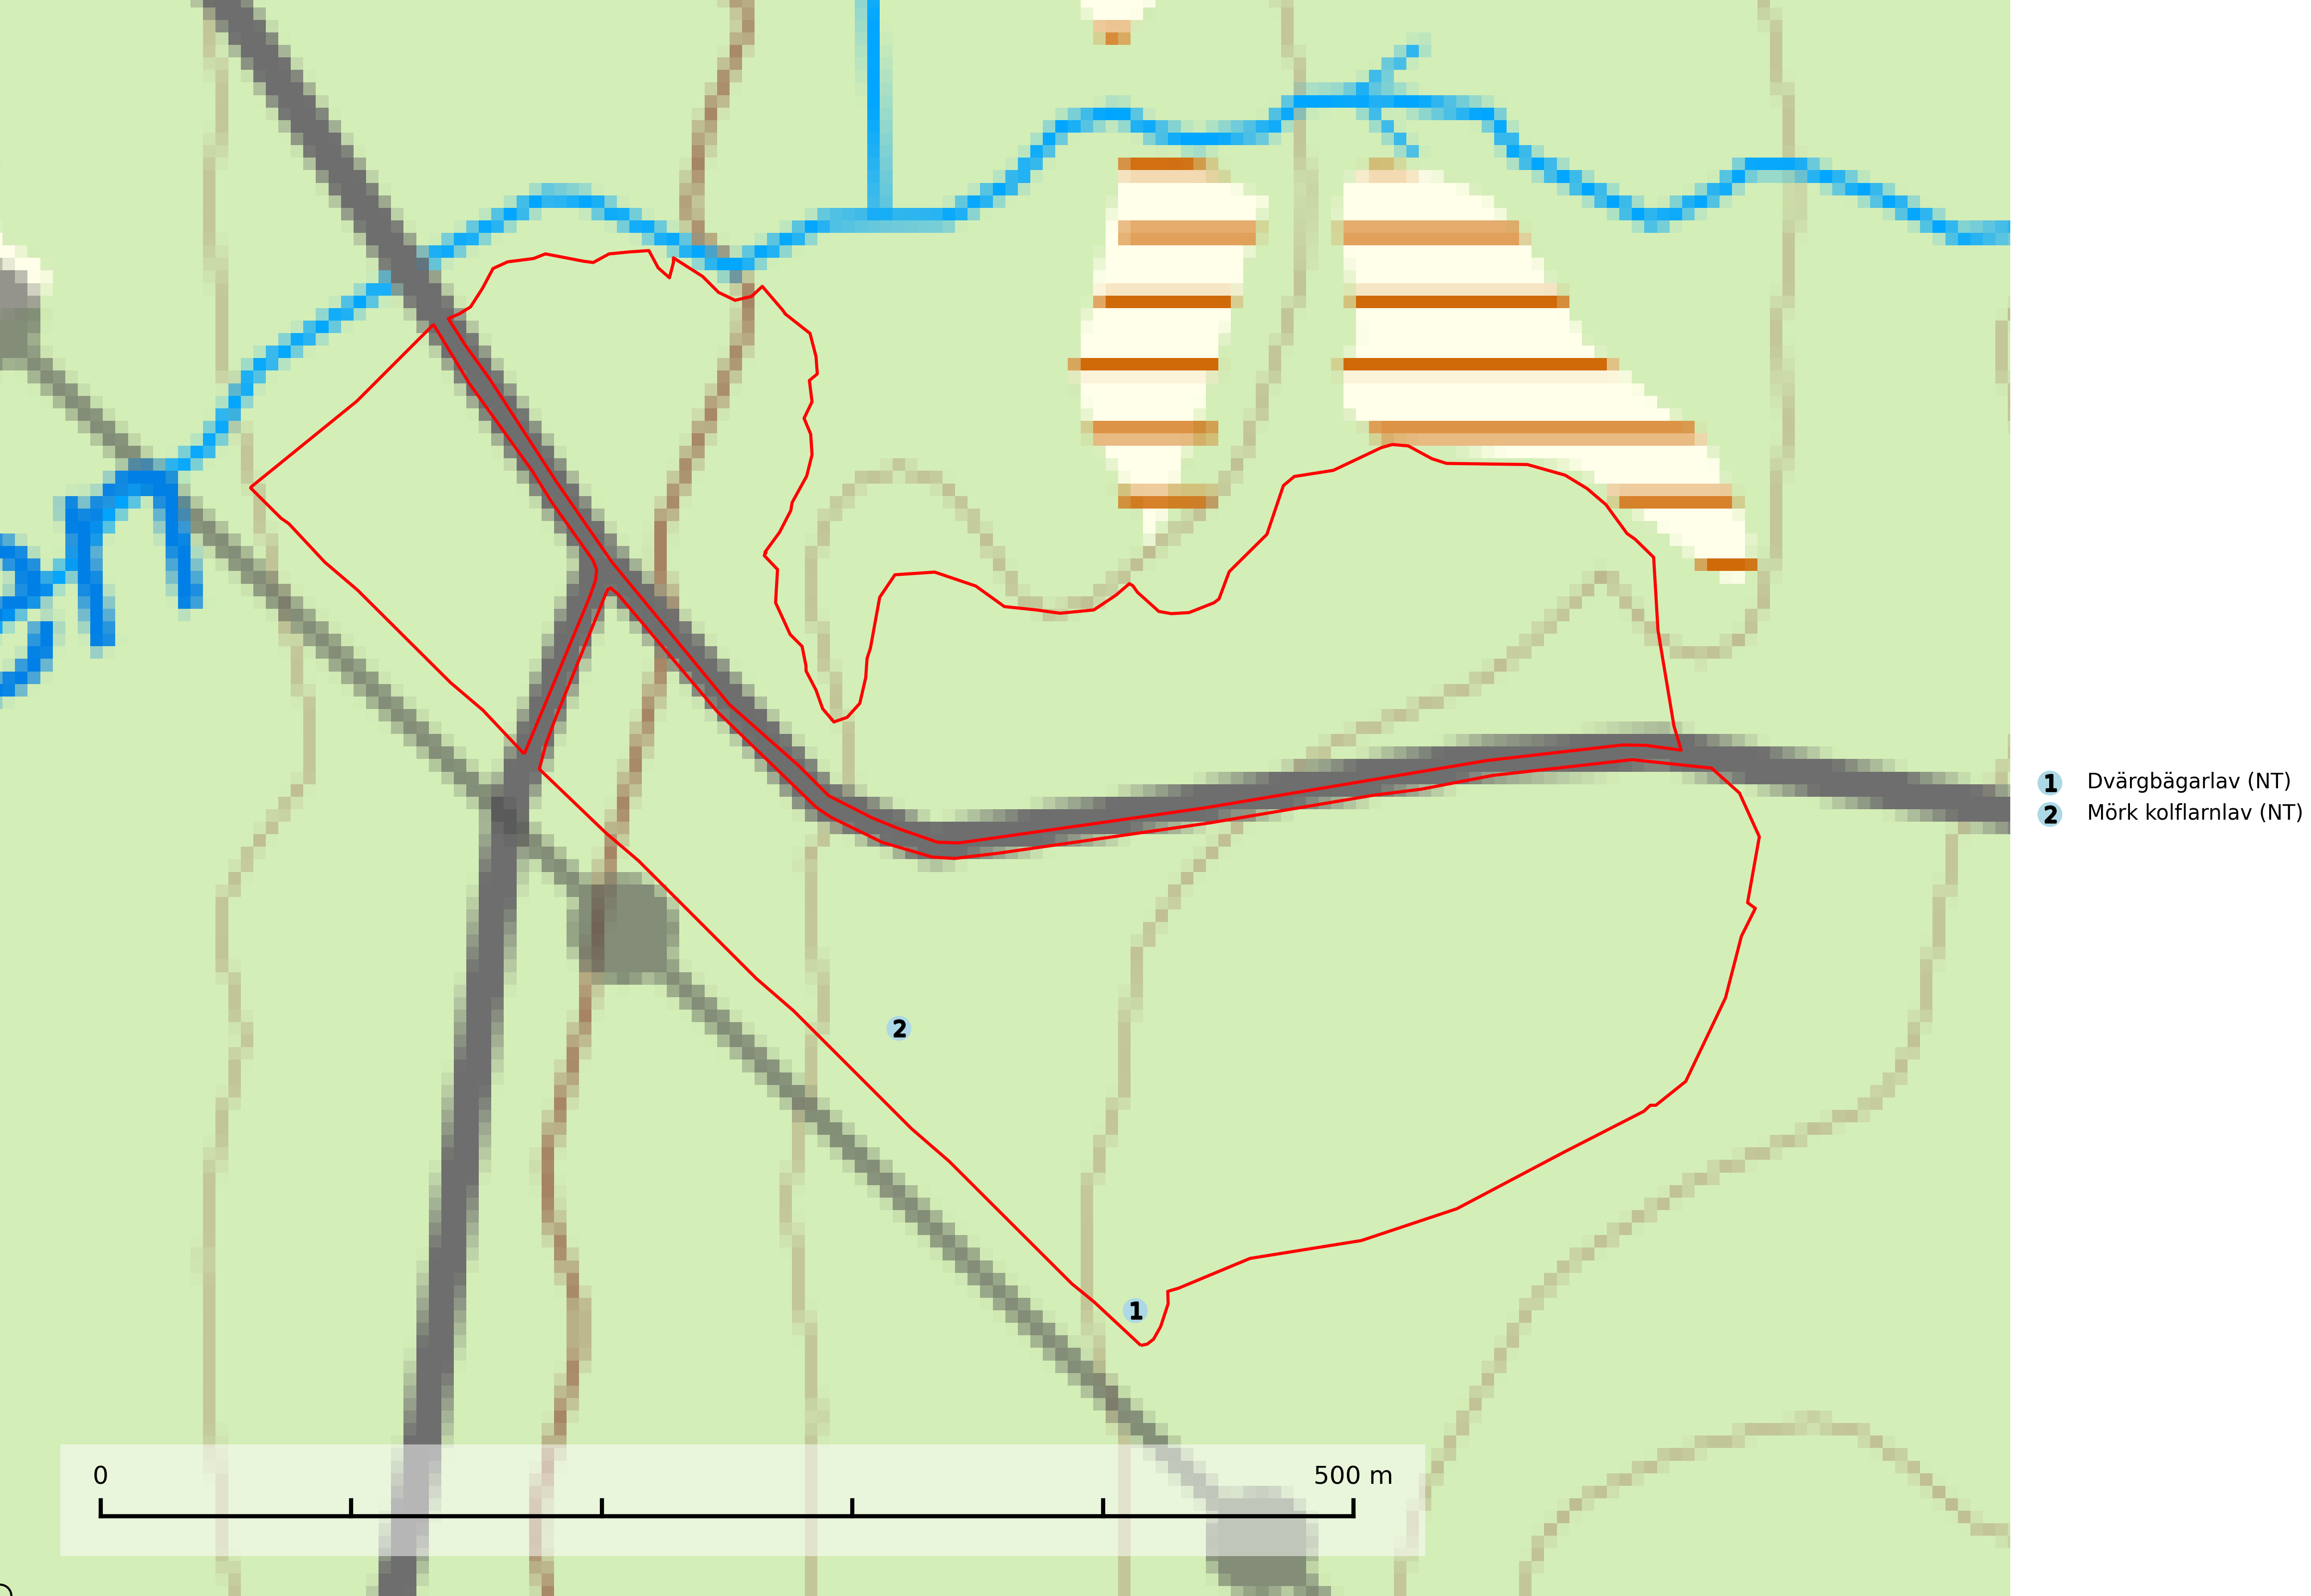 1 Dvärgbägarlav (NT)
2 Mörk kolflarnlav (NT)
2
1
0 500 m